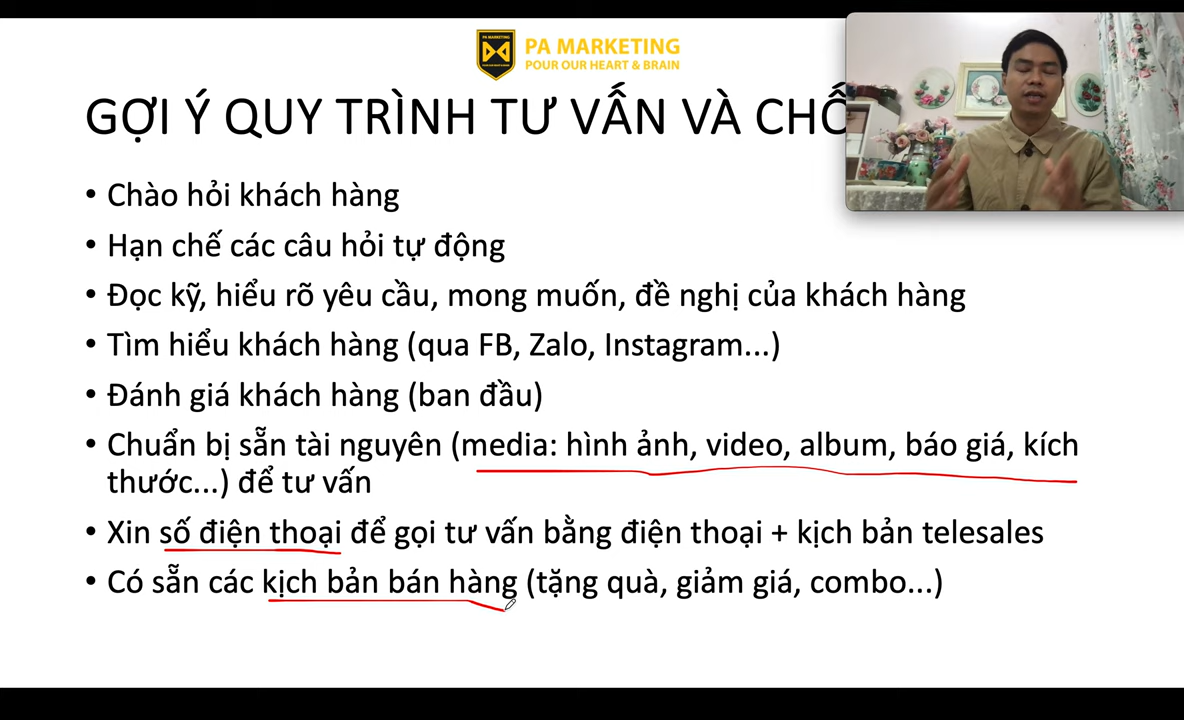 PA MARKETING
PA MARKETING
POUR OUR HEART & BRAIN
GỢI Ý QUY TRÌNH TƯ VẤN VÀ CHỐ
• Chào hỏi khách hàng
• Hạn chế các câu hỏi tự động
• Đọc kỹ, hiểu rõ yêu cầu, mong muốn, đề nghị của khách hàng
• Tìm hiểu khách hàng (qua FB, Zalo, Instagram...)
• Đánh giá khách hàng (ban đầu)
• Chuẩn bị sẵn tài nguyên (media: hình ảnh, video, album, báo giá, kích
thước...) để tư vấn
• Xin số điện thoại để gọi tư vấn bằng điện thoại + kịch bản telesales
• Có sẵn các kịch bản bán hàng (tặng quà, giảm giá, combo...)